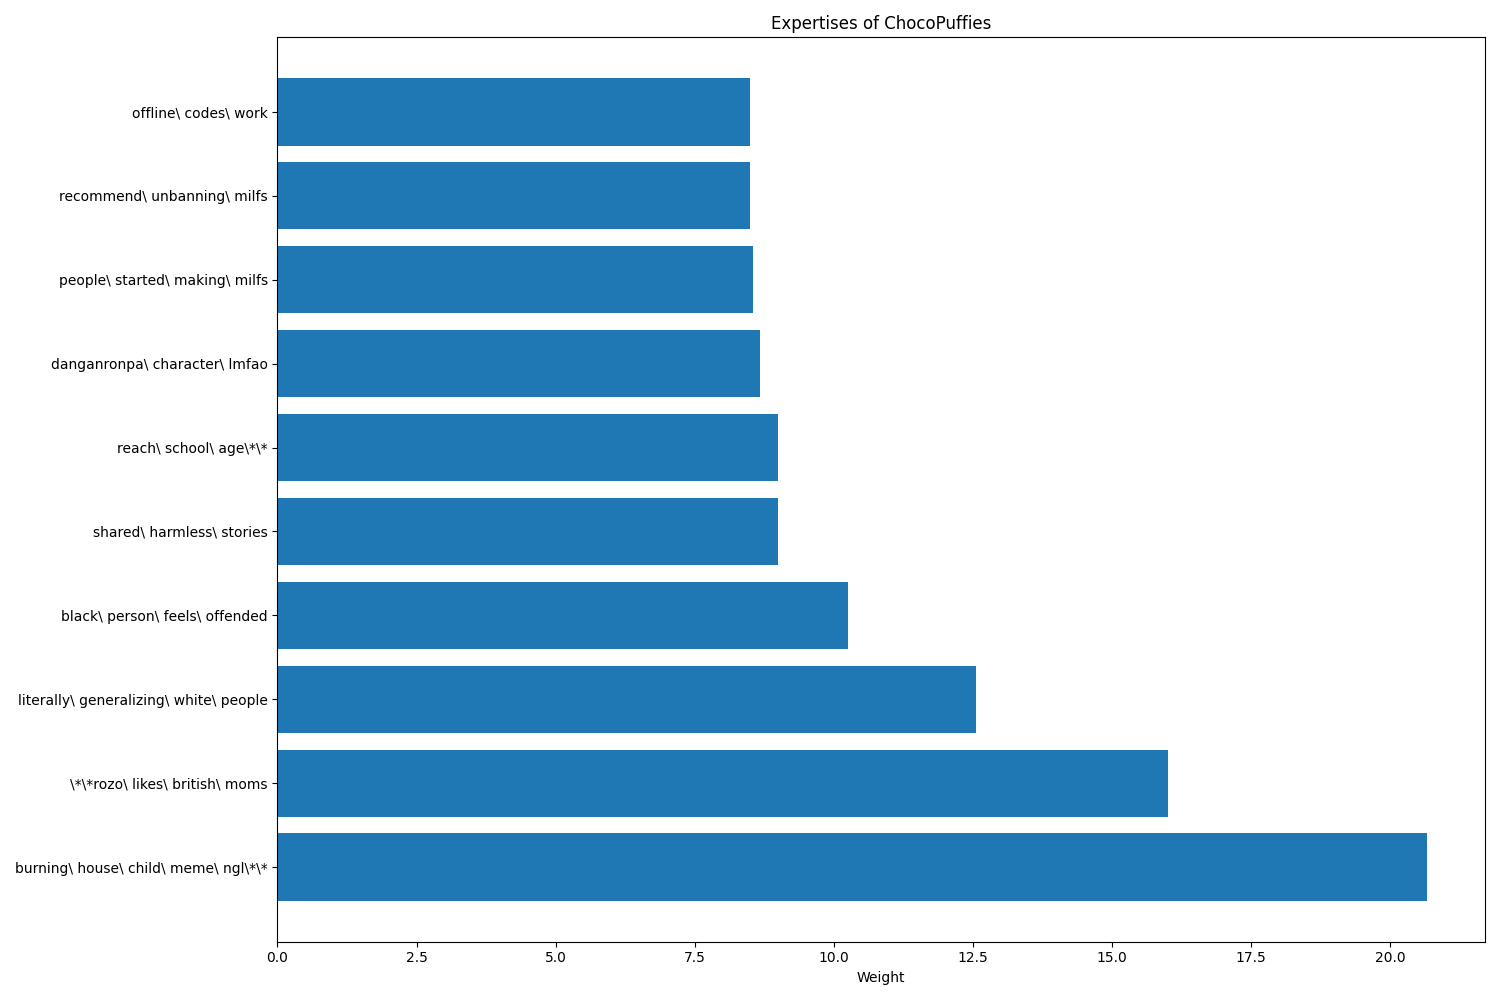 Expertises of ChocoPuffies
offline\ codes\ work
recommend\ unbanning\ milfs
people\ started\ making\ milfs
danganronpa\ character\ lmfao
reach\ school\ age\*\*
shared\ harmless\ stories
black\ person\ feels\ offended
literally\ generalizing\ white\ people
\*\*rozo\ likes\ british\ moms
burning\ house\ child\ meme\ ngl\*\*
0.0 2.5 5.0 7.5 10.0 12.5 15.0 17.5 20.0
Weight